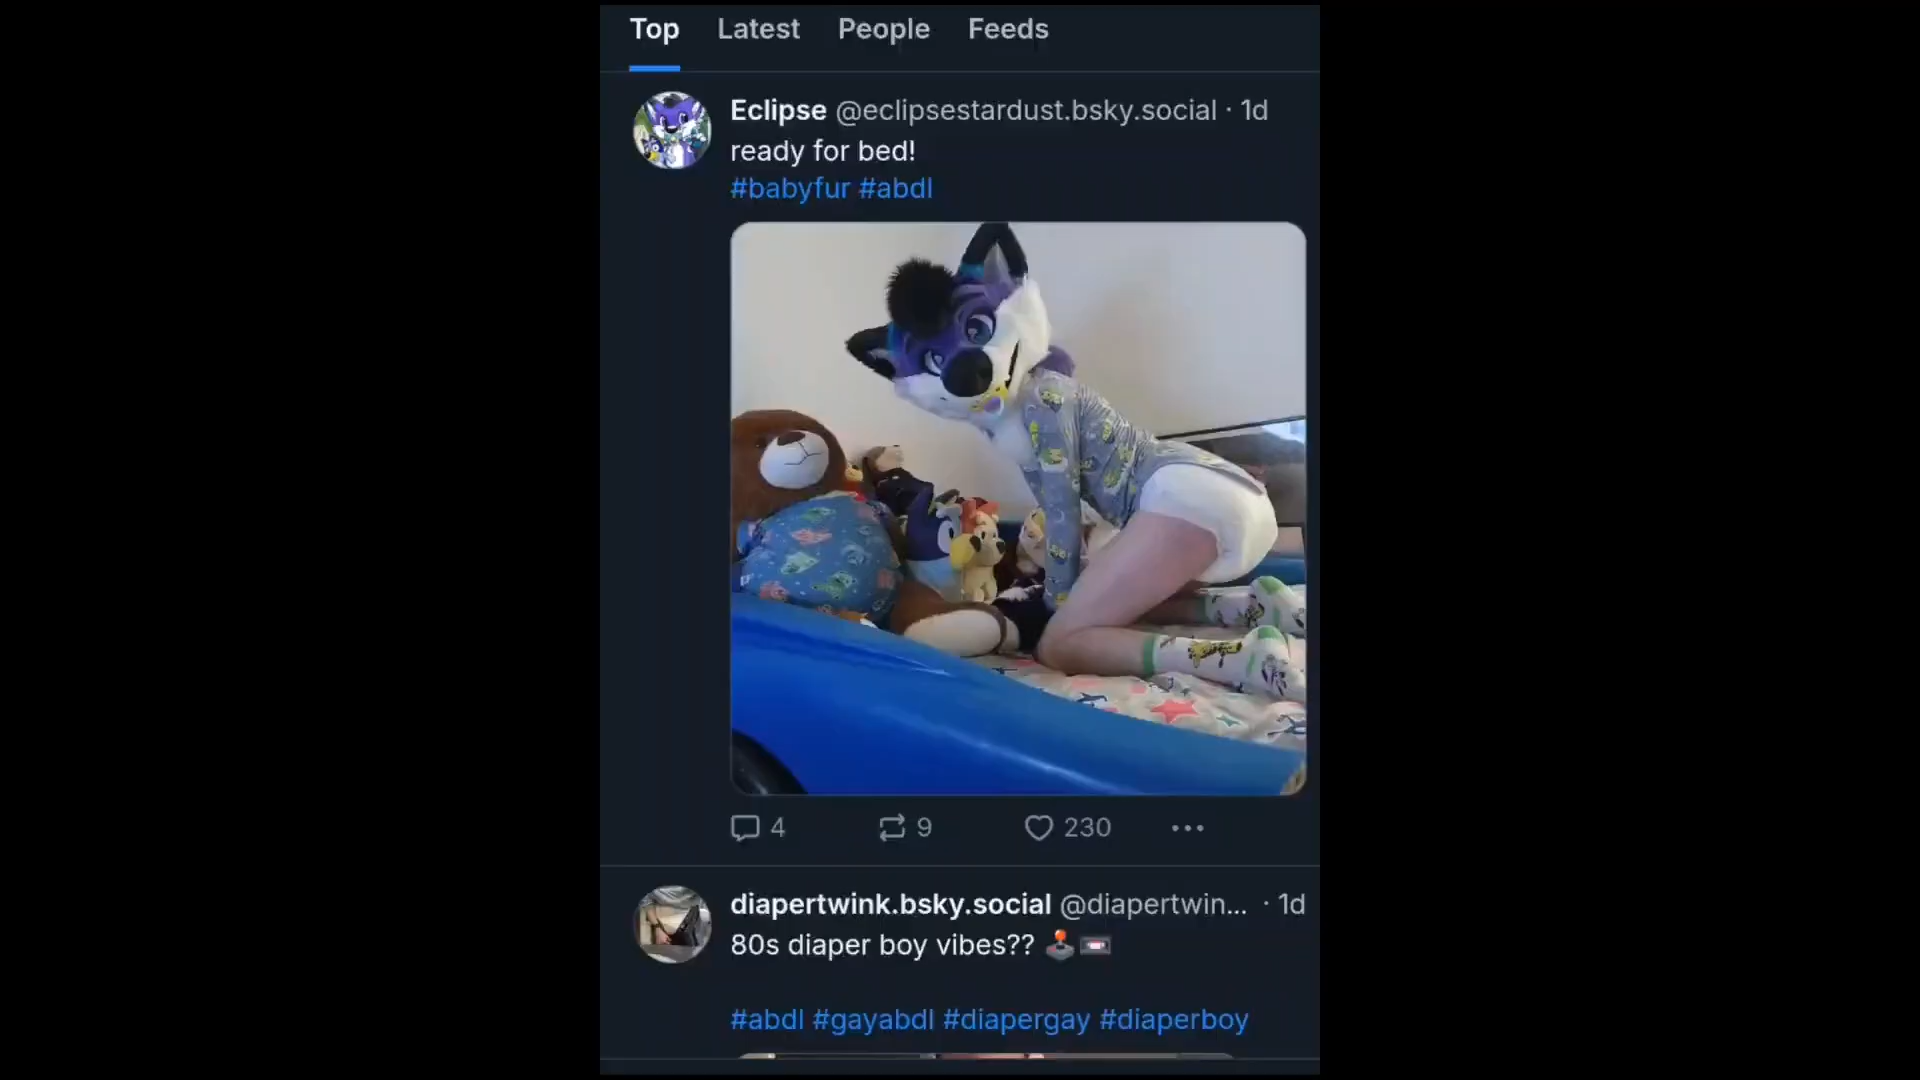 Top Latest People Feeds
Eclipse @eclipsestardust.bsky.social · 1d
ready for bed!
#babyfur #abdl
4 9 230
diapertwink.bsky.social @diapertwin... · 1d
80s diaper boy vibes?? 🕹️📼
#abdl #gayabdl #diapergay #diaperboy